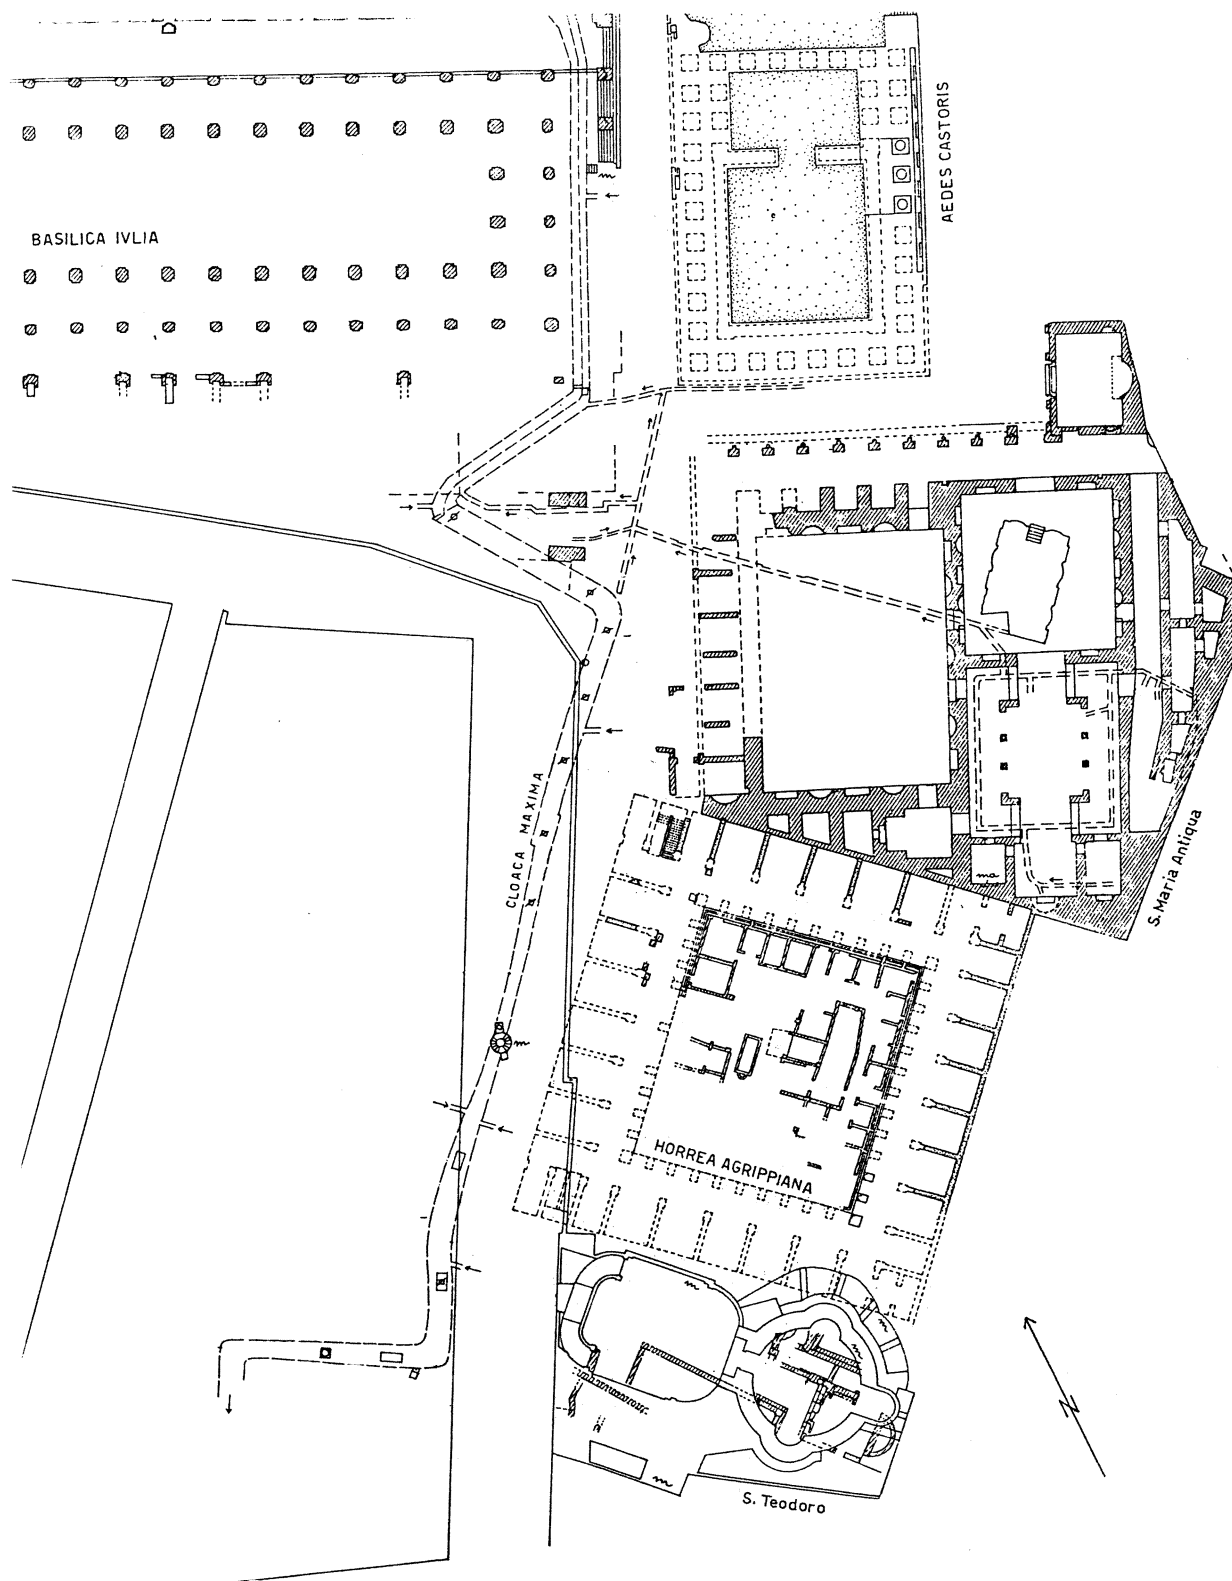 BASILICA IVLIA
AEDES CASTORIS
CLOACA MAXIMA
S. Maria Antiqua
HORREA AGRIPPIANA
S. Teodoro
N